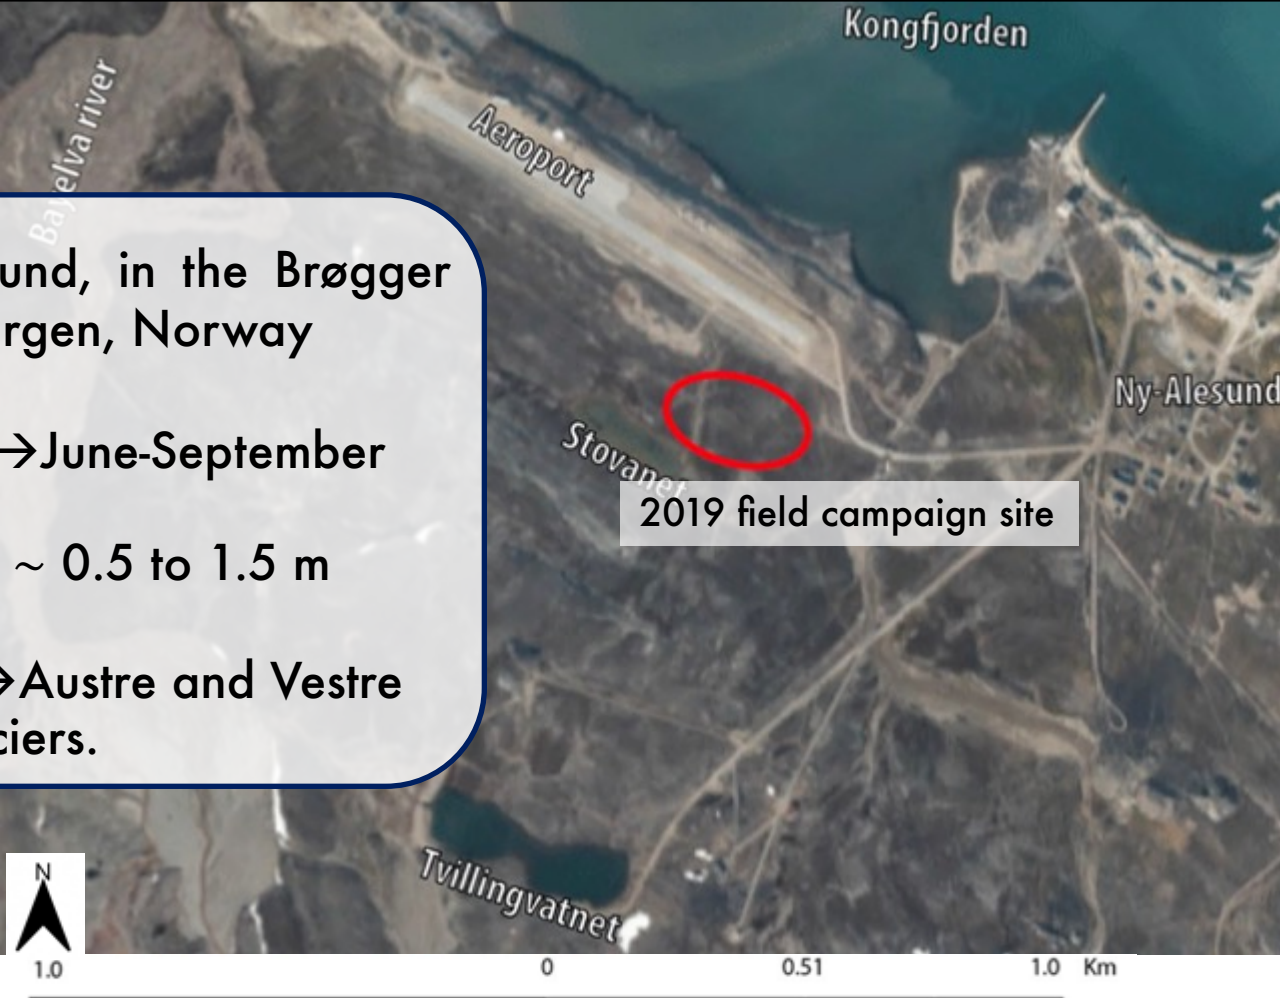 Kongfjorden
Bayelva river
Aeroport
und, in the Brøgger
rgen, Norway
Ny-Alesund
→June-September
Stovanet
2019 field campaign site
~ 0.5 to 1.5 m
→Austre and Vestre
ciers.
Tvillingvatnet
N
1.0 0 0.51 1.0 Km